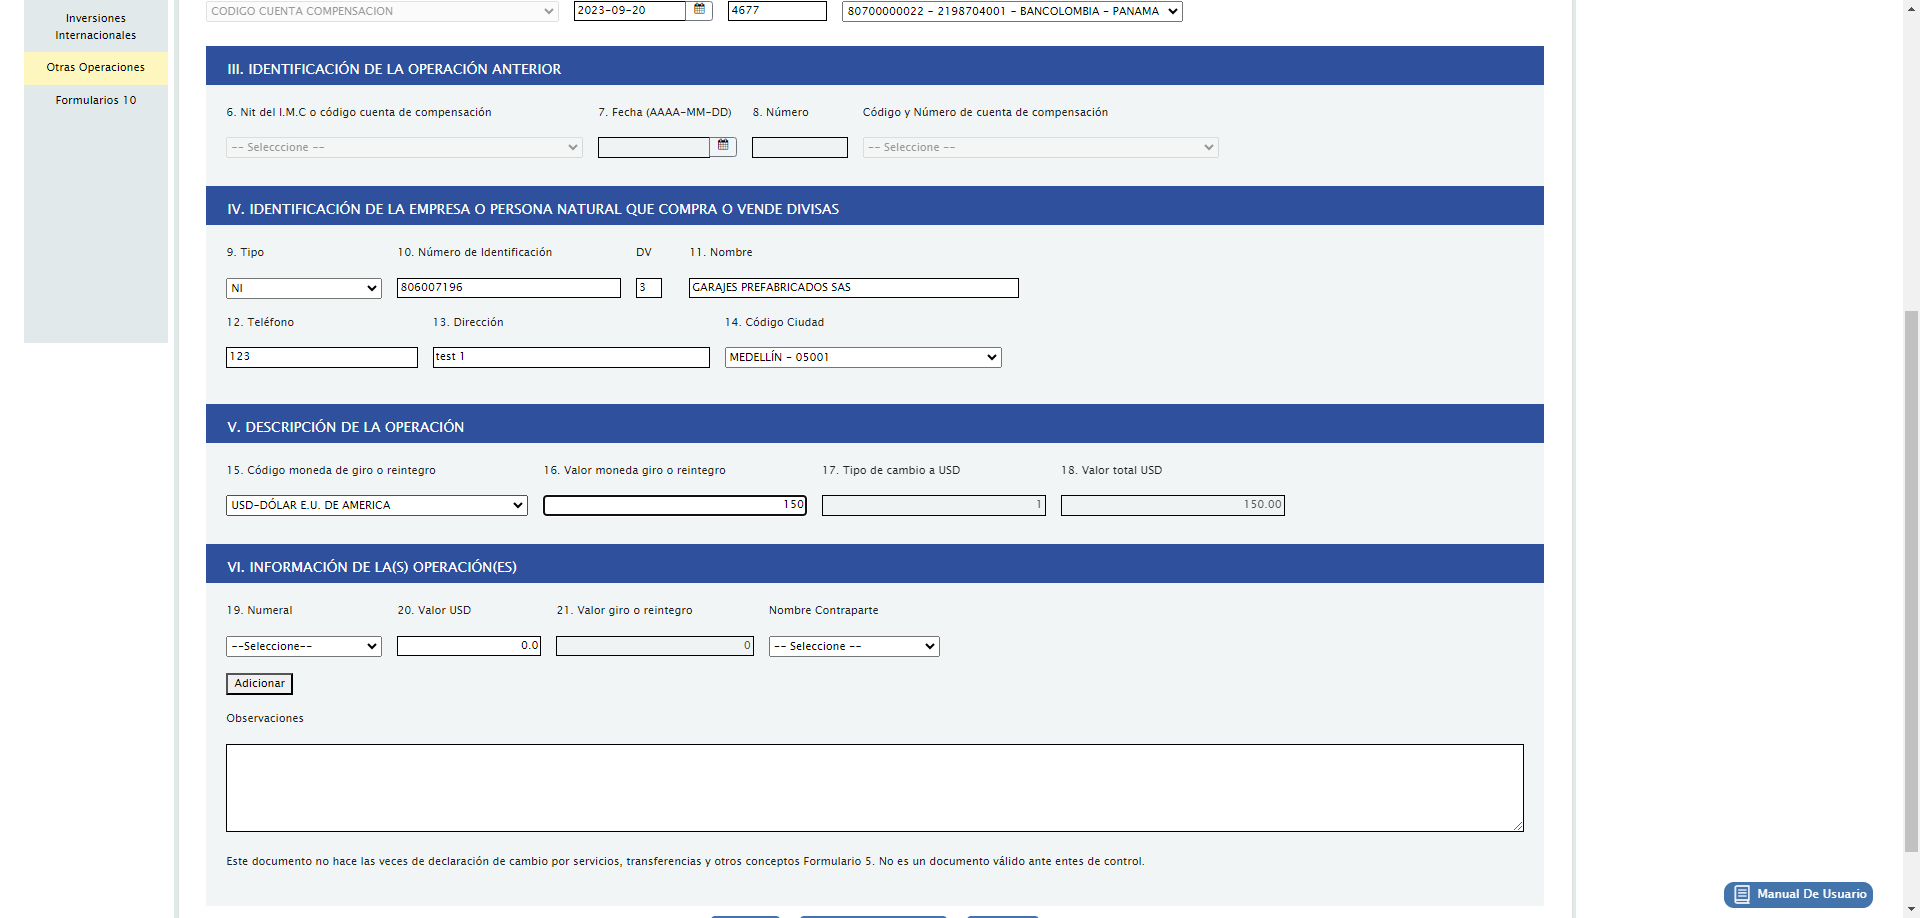 Inversiones
Internacionales
Otras Operaciones
Formularios 10
CODIGO CUENTA COMPENSACION 2023-09-20 4677 80700000022 - 2198704001 - BANCOLOMBIA - PANAMA
III. IDENTIFICACIÓN DE LA OPERACIÓN ANTERIOR
6. Nit del I.M.C o código cuenta de compensación 7. Fecha (AAAA-MM-DD) 8. Número Código y Número de cuenta de compensación
-- Selecccione -- -- Seleccione --
IV. IDENTIFICACIÓN DE LA EMPRESA O PERSONA NATURAL QUE COMPRA O VENDE DIVISAS
9. Tipo 10. Número de Identificación DV 11. Nombre
NI 806007196 3 GARAJES PREFABRICADOS SAS
12. Teléfono 13. Dirección 14. Código Ciudad
123 test 1 MEDELLÍN - 05001
V. DESCRIPCIÓN DE LA OPERACIÓN
15. Código moneda de giro o reintegro 16. Valor moneda giro o reintegro 17. Tipo de cambio a USD 18. Valor total USD
USD-DÓLAR E.U. DE AMERICA 150 1 150.00
VI. INFORMACIÓN DE LA(S) OPERACIÓN(ES)
19. Numeral 20. Valor USD 21. Valor giro o reintegro Nombre Contraparte
--Seleccione-- 0.0 0 -- Seleccione --
Adicionar
Observaciones
Este documento no hace las veces de declaración de cambio por servicios, transferencias y otros conceptos Formulario 5. No es un documento válido ante entes de control.
Manual De Usuario